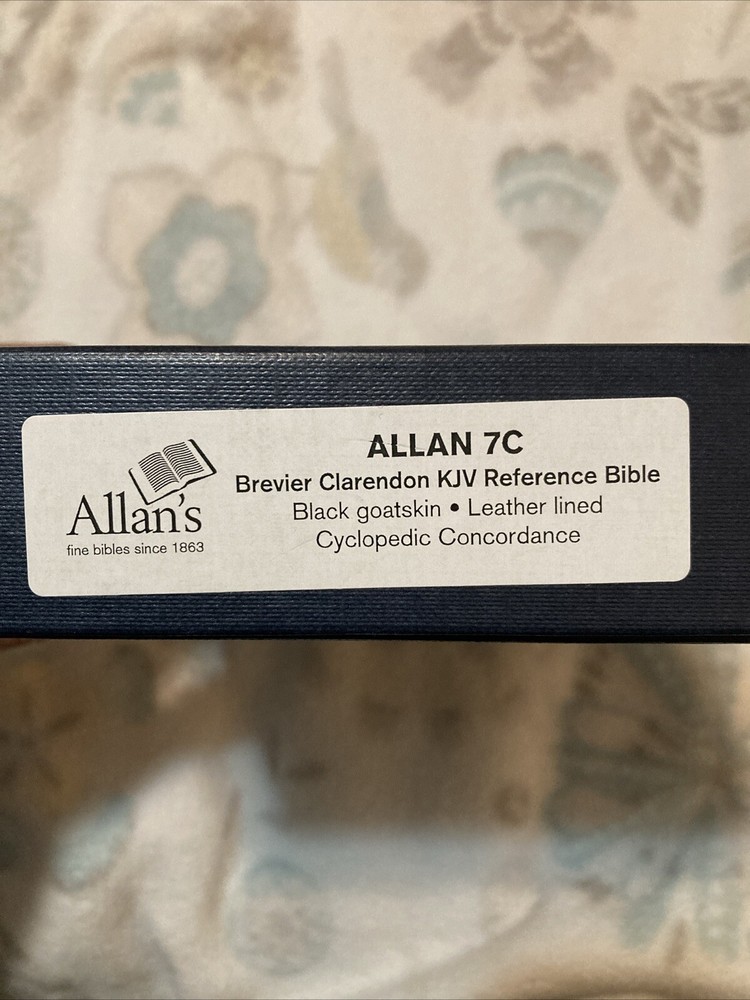 Allan's
fine bibles since 1863
ALLAN 7C
Brevier Clarendon KJV Reference Bible
Black goatskin • Leather lined
Cyclopedic Concordance